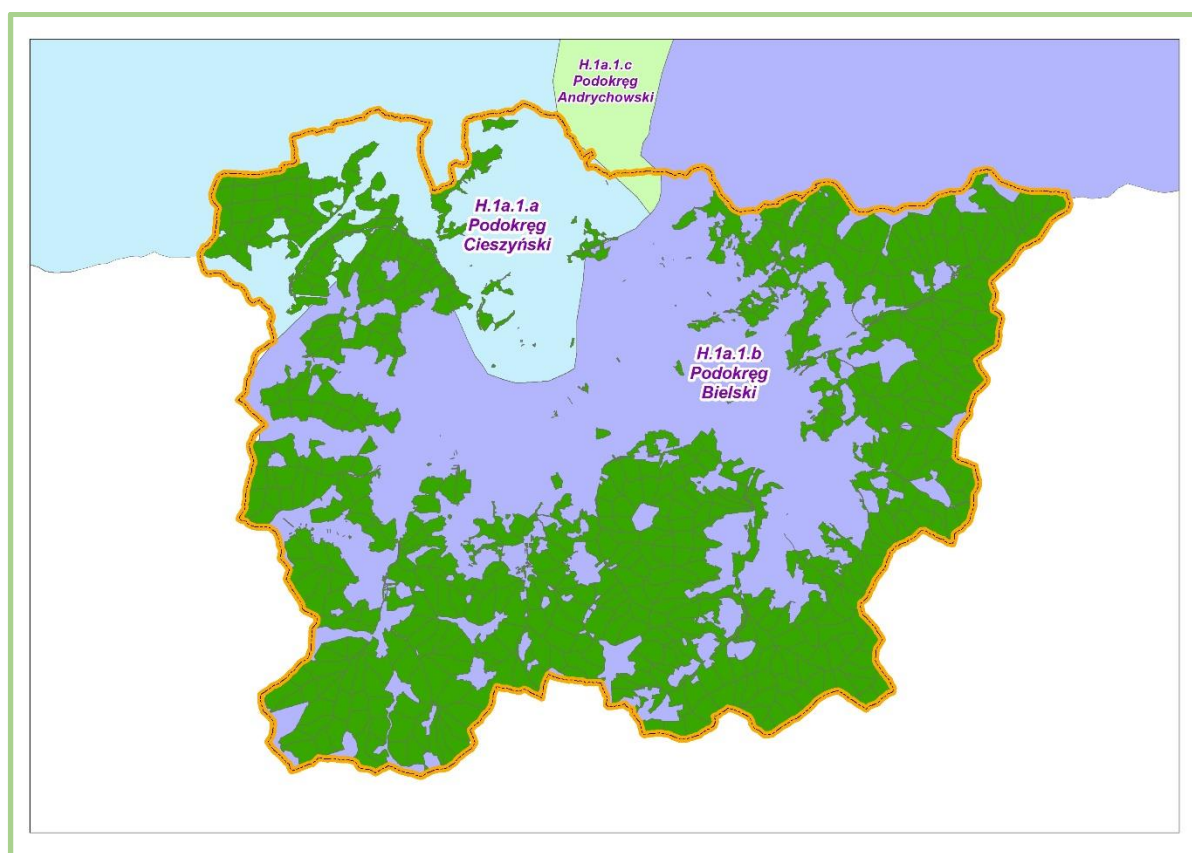 H.1a.1.c
Podokręg
Andrychowski
H.1a.1.a
Podokręg
Cieszyński
H.1a.1.b
Podokręg
Bielski